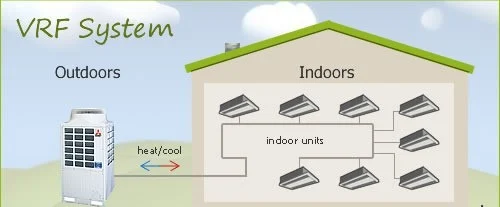 VRF System
Outdoors
Indoors
heat/cool
indoor units